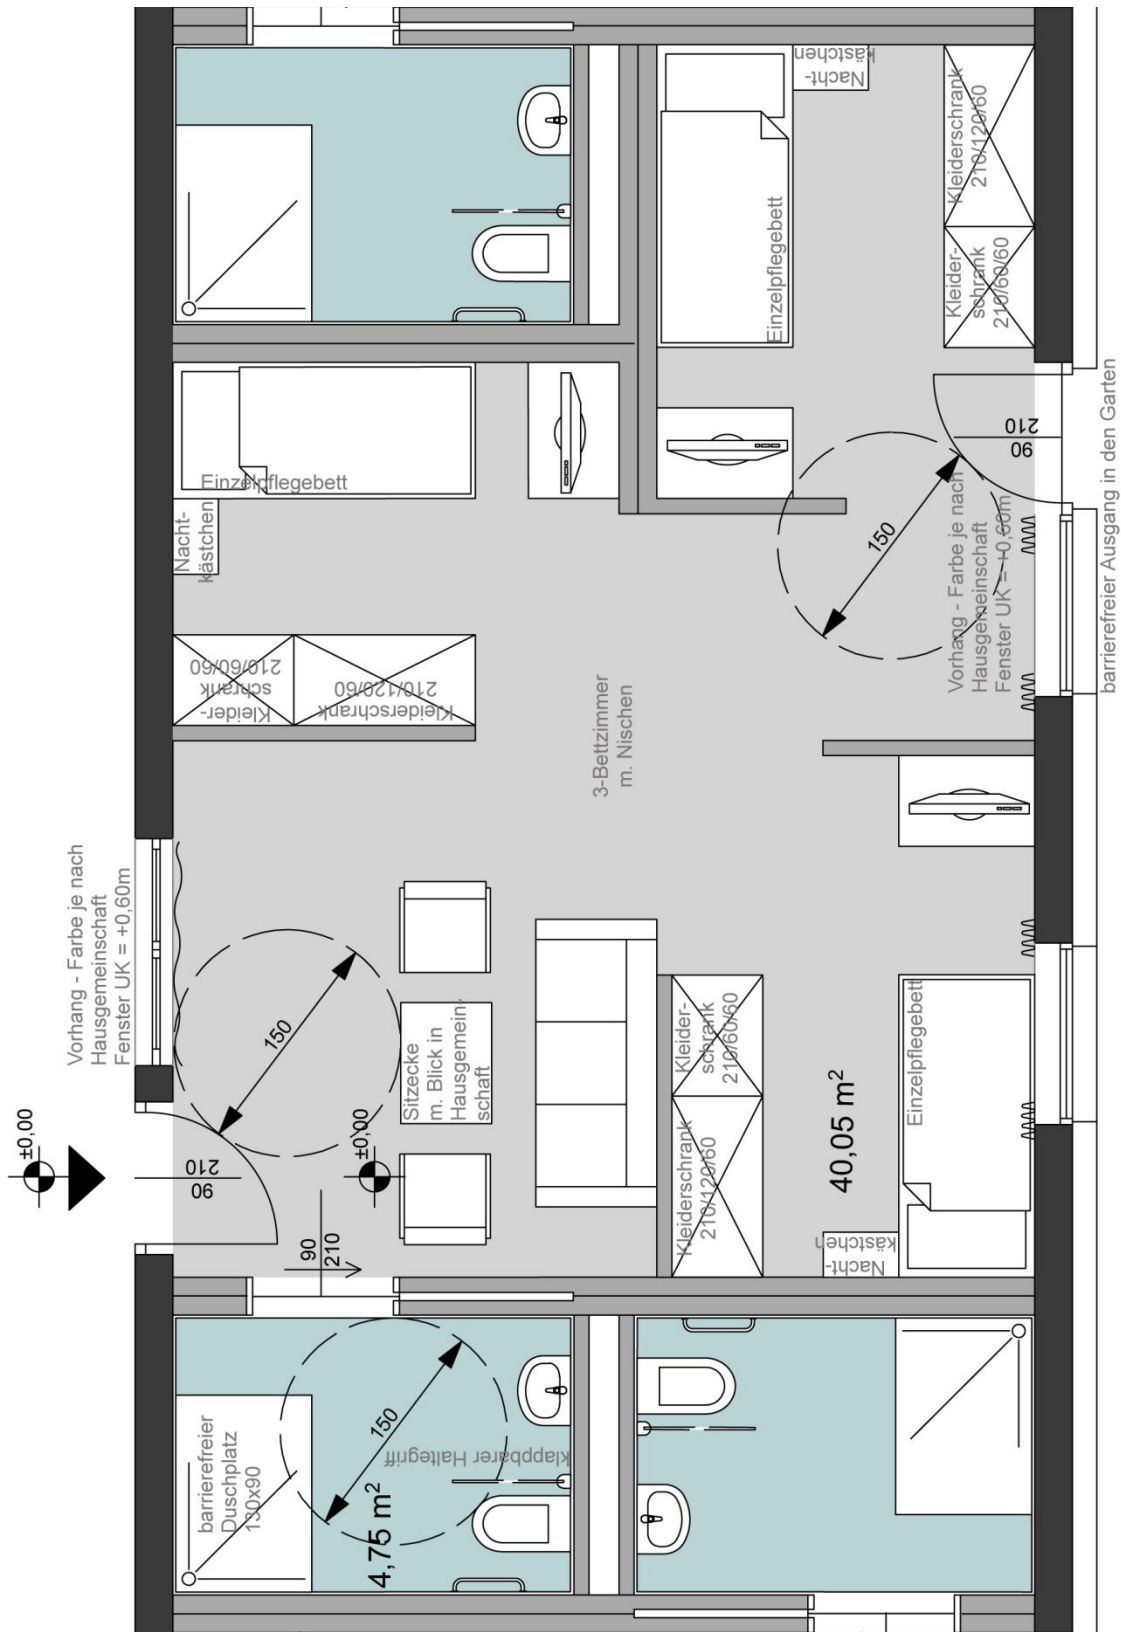 Nacht-
kästchen
Kleiderschrank
210/120/60
Einzelpflegebett
Kleider-
schrank
210/60/60
90
210
barrierefreier Ausgang in den Garten
Einzelpflegebett
Nacht-
kästchen
150
Vorhang - Farbe je nach
Hausgemeinschaft
Fenster UK = +0,60m
Kleider-
schrank
210/60/60
Kleiderschrank
210/120/60
3-Bettzimmer
m. Nischen
Vorhang - Farbe je nach
Hausgemeinschaft
Fenster UK = +0,60m
150
Sitzecke
m. Blick in
Hausgemein-
schaft
Kleider-
schrank
210/60/60
Kleiderschrank
210/120/60
40,05 m²
Einzelpflegebett
Nacht-
kästchen
±0,00
±0,00
90
210
90
210
barrierefreier
Duschplatz
130x90
150
Klappbarer Haltegriff
4,75 m²